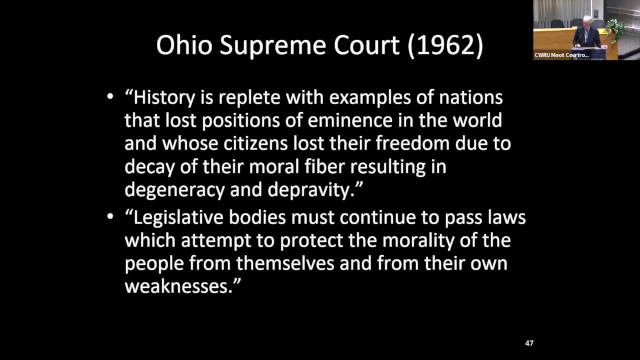 CWRU Moot Courtro...
Ohio Supreme Court (1962)
• “History is replete with examples of nations
that lost positions of eminence in the world
and whose citizens lost their freedom due to
decay of their moral fiber resulting in
degeneracy and depravity.”
• “Legislative bodies must continue to pass laws
which attempt to protect the morality of the
people from themselves and from their own
weaknesses.”
47